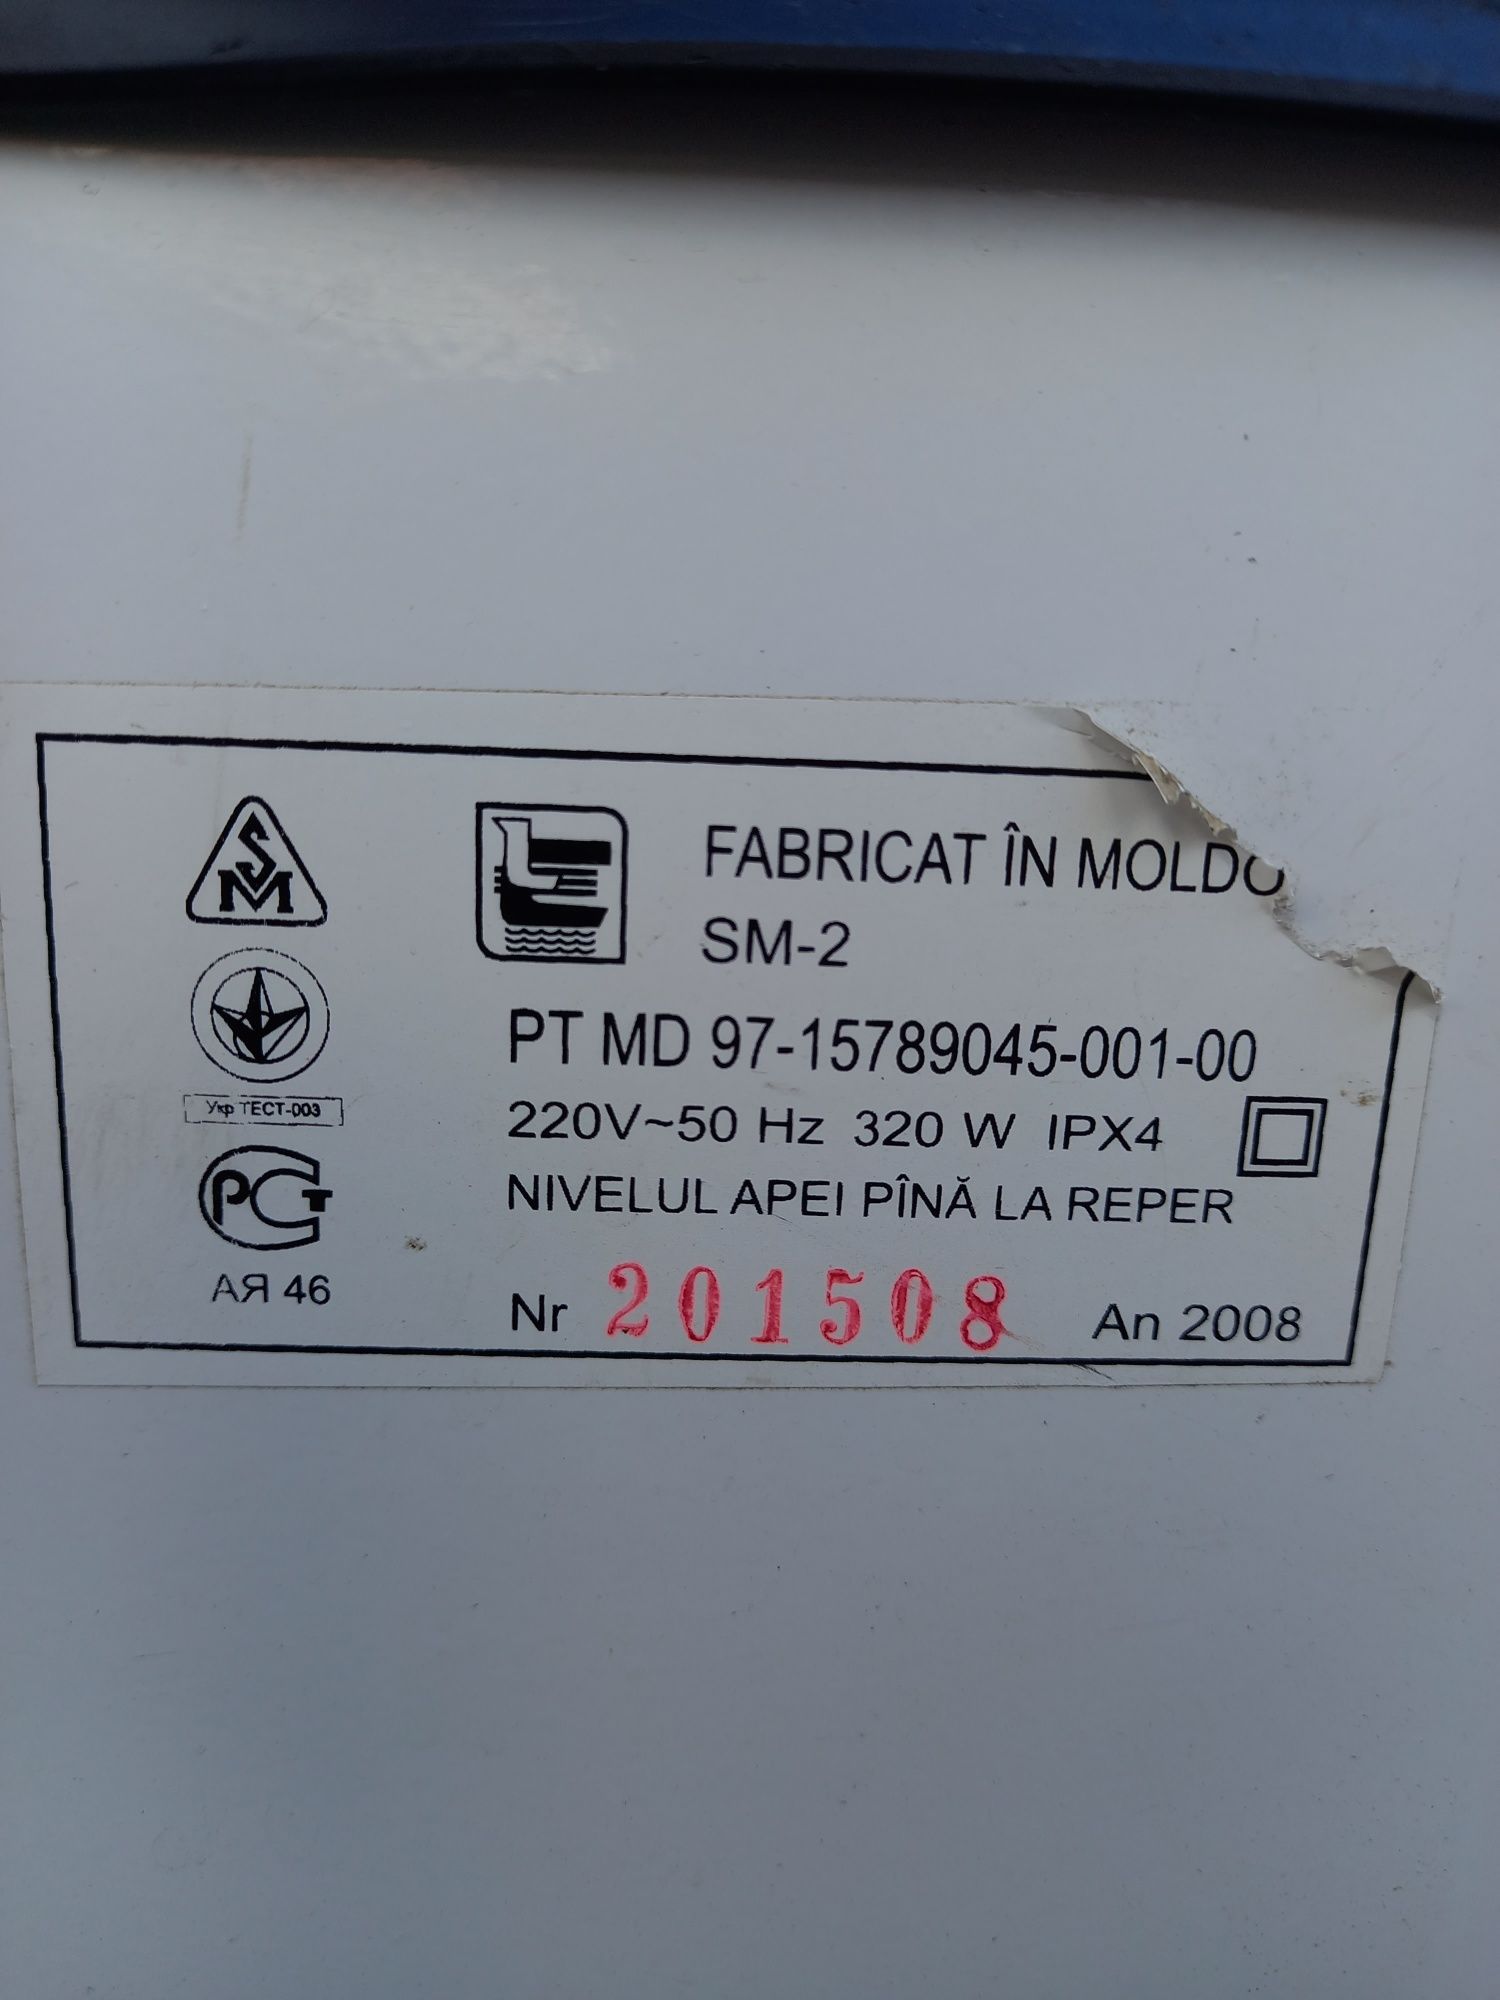 SM
FABRICAT ÎN MOLDO
SM-2
PT MD 97-15789045-001-00
Укр ТЕСТ-003
220V~50 Hz 320 W IPX4
NIVELUL APEI PÎNĂ LA REPER
РСТ
АЯ 46
Nr 201508 An 2008